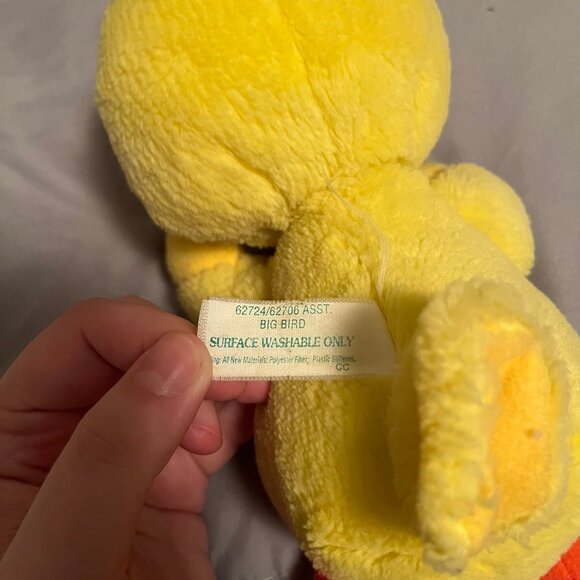 62724/62706 ASST.
BIG BIRD
SURFACE WASHABLE ONLY
All New Materials: Polyester Fiber, Plastic Stiffener.
CC